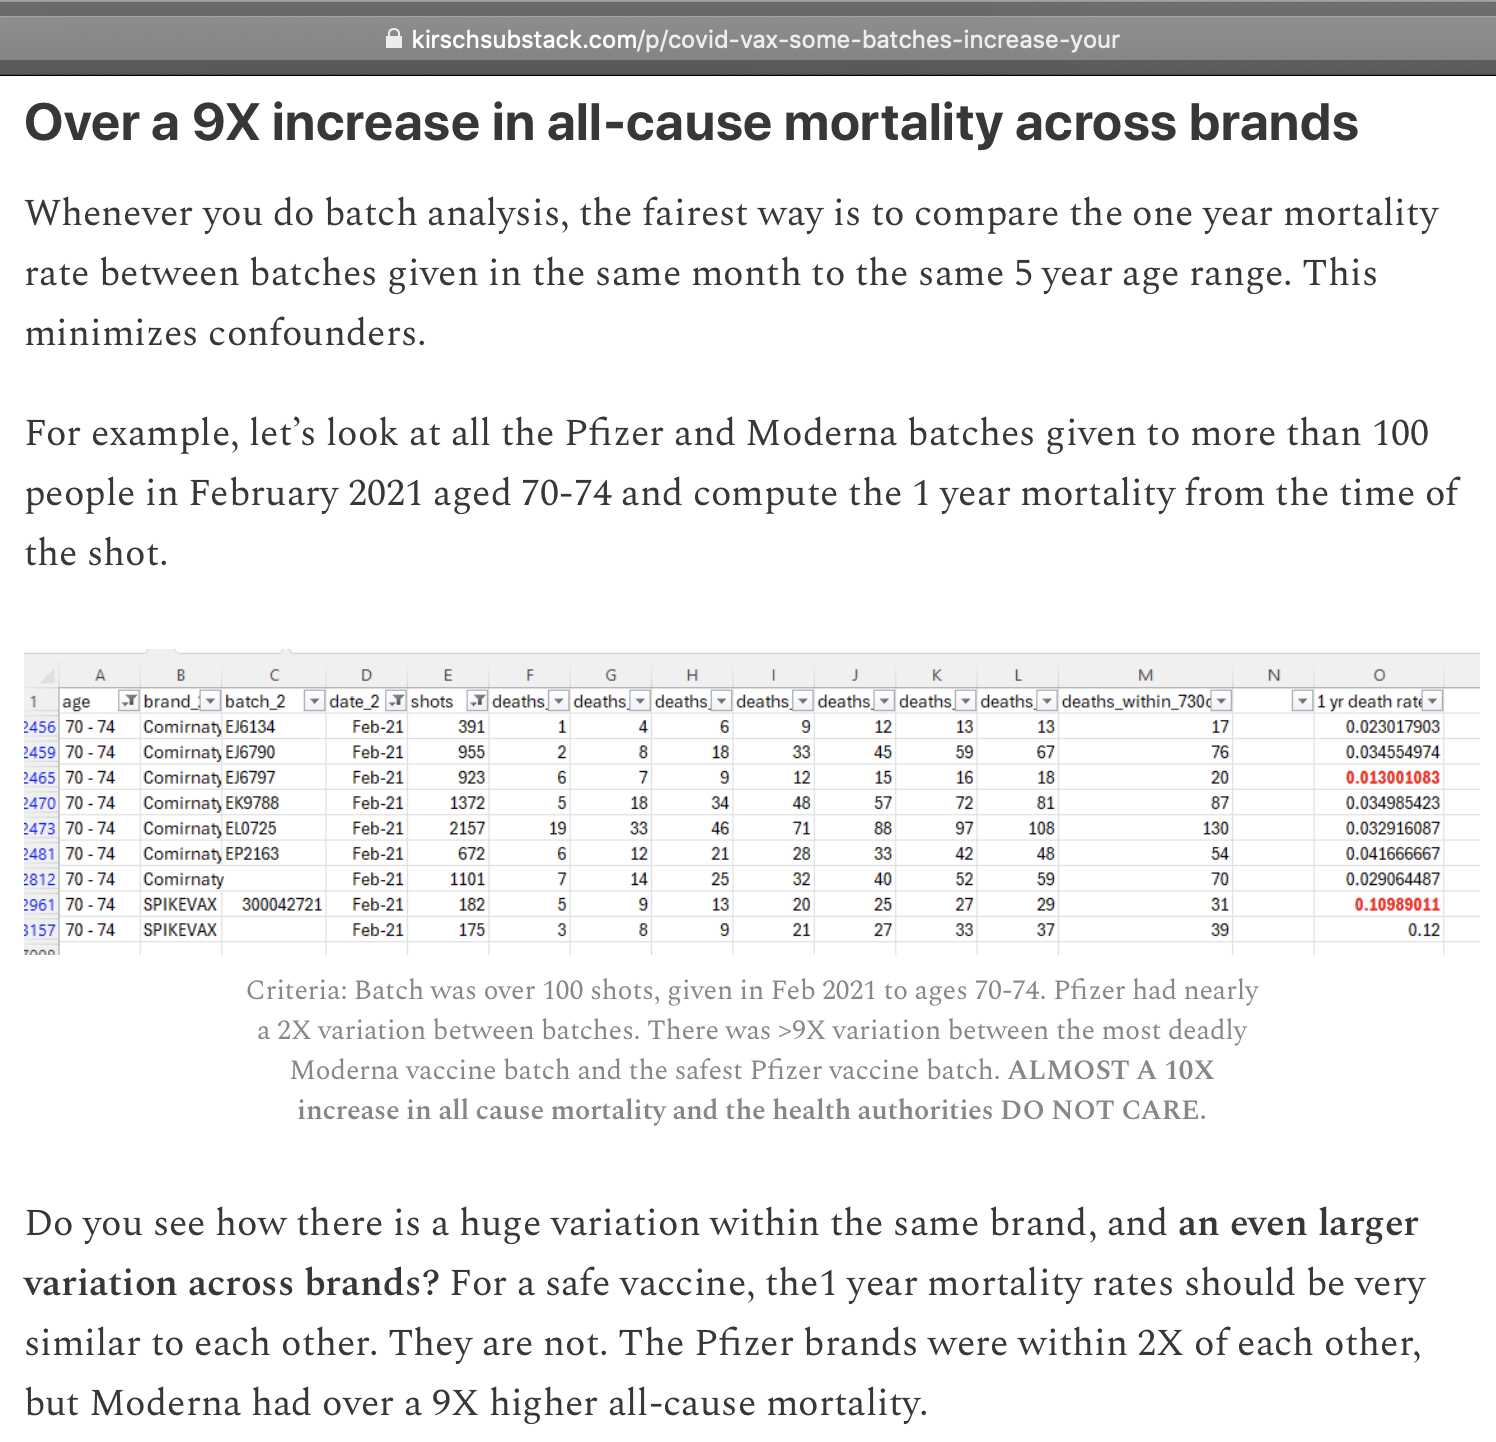 kirschsubstack.com/p/covid-vax-some-batches-increase-your
Over a 9X increase in all-cause mortality across brands
Whenever you do batch analysis, the fairest way is to compare the one year mortality
rate between batches given in the same month to the same 5 year age range. This
minimizes confounders.
For example, let’s look at all the Pfizer and Moderna batches given to more than 100
people in February 2021 aged 70-74 and compute the 1 year mortality from the time of
the shot.
A B C D E F G H I J K L M N O
1 age brand_ batch_2 date_2 shots deaths_ deaths_ deaths_ deaths_ deaths_ deaths_ deaths_ deaths_within_730d 1 yr death rate
2456 70 - 74 Comirnaty EJ6134 Feb-21 391 1 4 6 9 12 13 13 17 0.023017903
2459 70 - 74 Comirnaty EJ6790 Feb-21 955 2 8 18 33 45 59 67 76 0.034554974
2465 70 - 74 Comirnaty EJ6797 Feb-21 923 6 7 9 12 15 16 18 20 0.013001083
2470 70 - 74 Comirnaty EK9788 Feb-21 1372 5 18 34 48 57 72 81 87 0.034985423
2473 70 - 74 Comirnaty EL0725 Feb-21 2157 19 33 46 71 88 97 108 130 0.032916087
2481 70 - 74 Comirnaty EP2163 Feb-21 672 6 12 21 28 33 42 48 54 0.041666667
2812 70 - 74 Comirnaty Feb-21 1101 7 14 25 32 40 52 59 70 0.029064487
2961 70 - 74 SPIKEVAX 300042721 Feb-21 182 5 9 13 20 25 27 29 31 0.10989011
3157 70 - 74 SPIKEVAX Feb-21 175 3 8 9 21 27 33 37 39 0.12
Criteria: Batch was over 100 shots, given in Feb 2021 to ages 70-74. Pfizer had nearly
a 2X variation between batches. There was >9X variation between the most deadly
Moderna vaccine batch and the safest Pfizer vaccine batch. ALMOST A 10X
increase in all cause mortality and the health authorities DO NOT CARE.
Do you see how there is a huge variation within the same brand, and an even larger
variation across brands? For a safe vaccine, the1 year mortality rates should be very
similar to each other. They are not. The Pfizer brands were within 2X of each other,
but Moderna had over a 9X higher all-cause mortality.